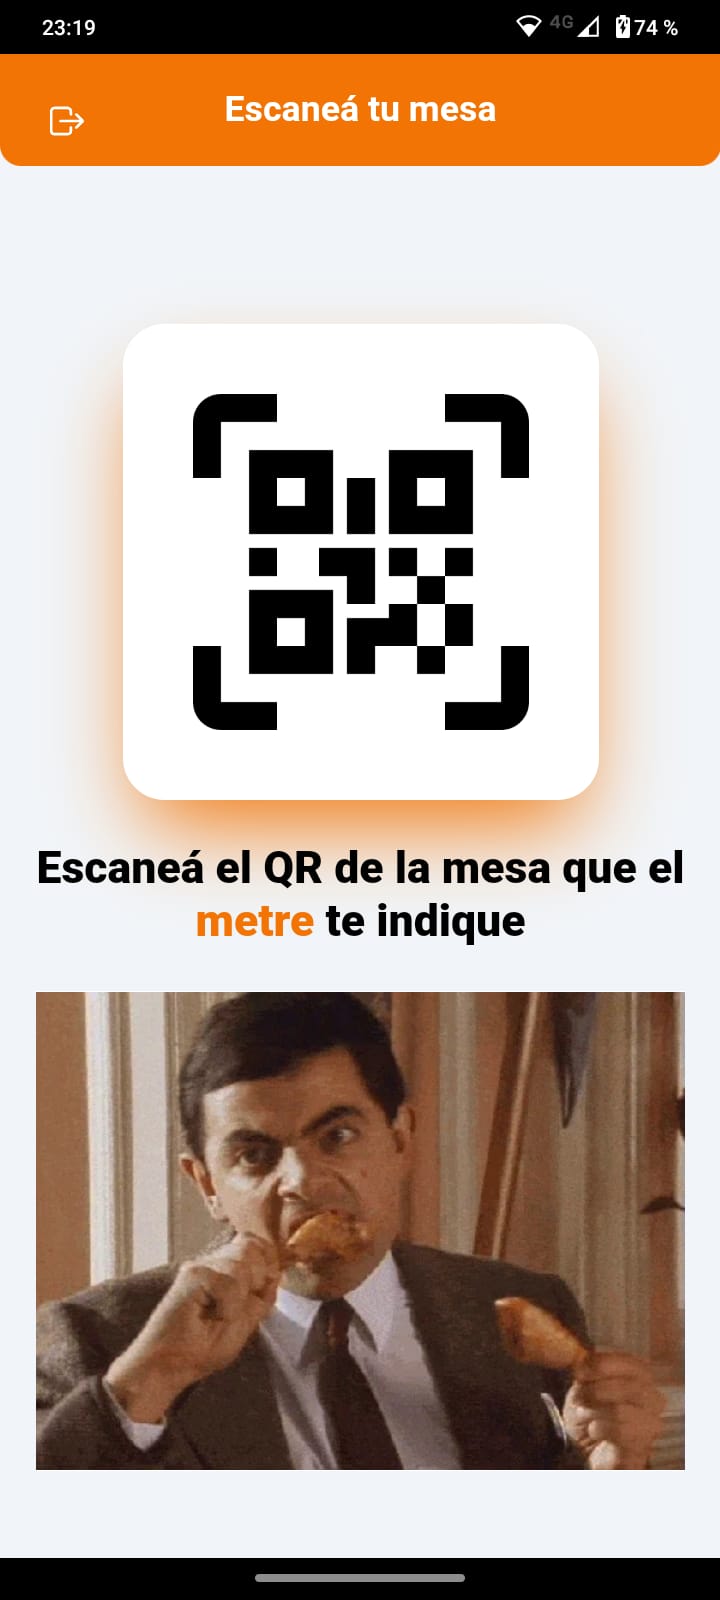 23:19
4G
74 %
Escaneá tu mesa
Escaneá el QR de la mesa que el
metre te indique